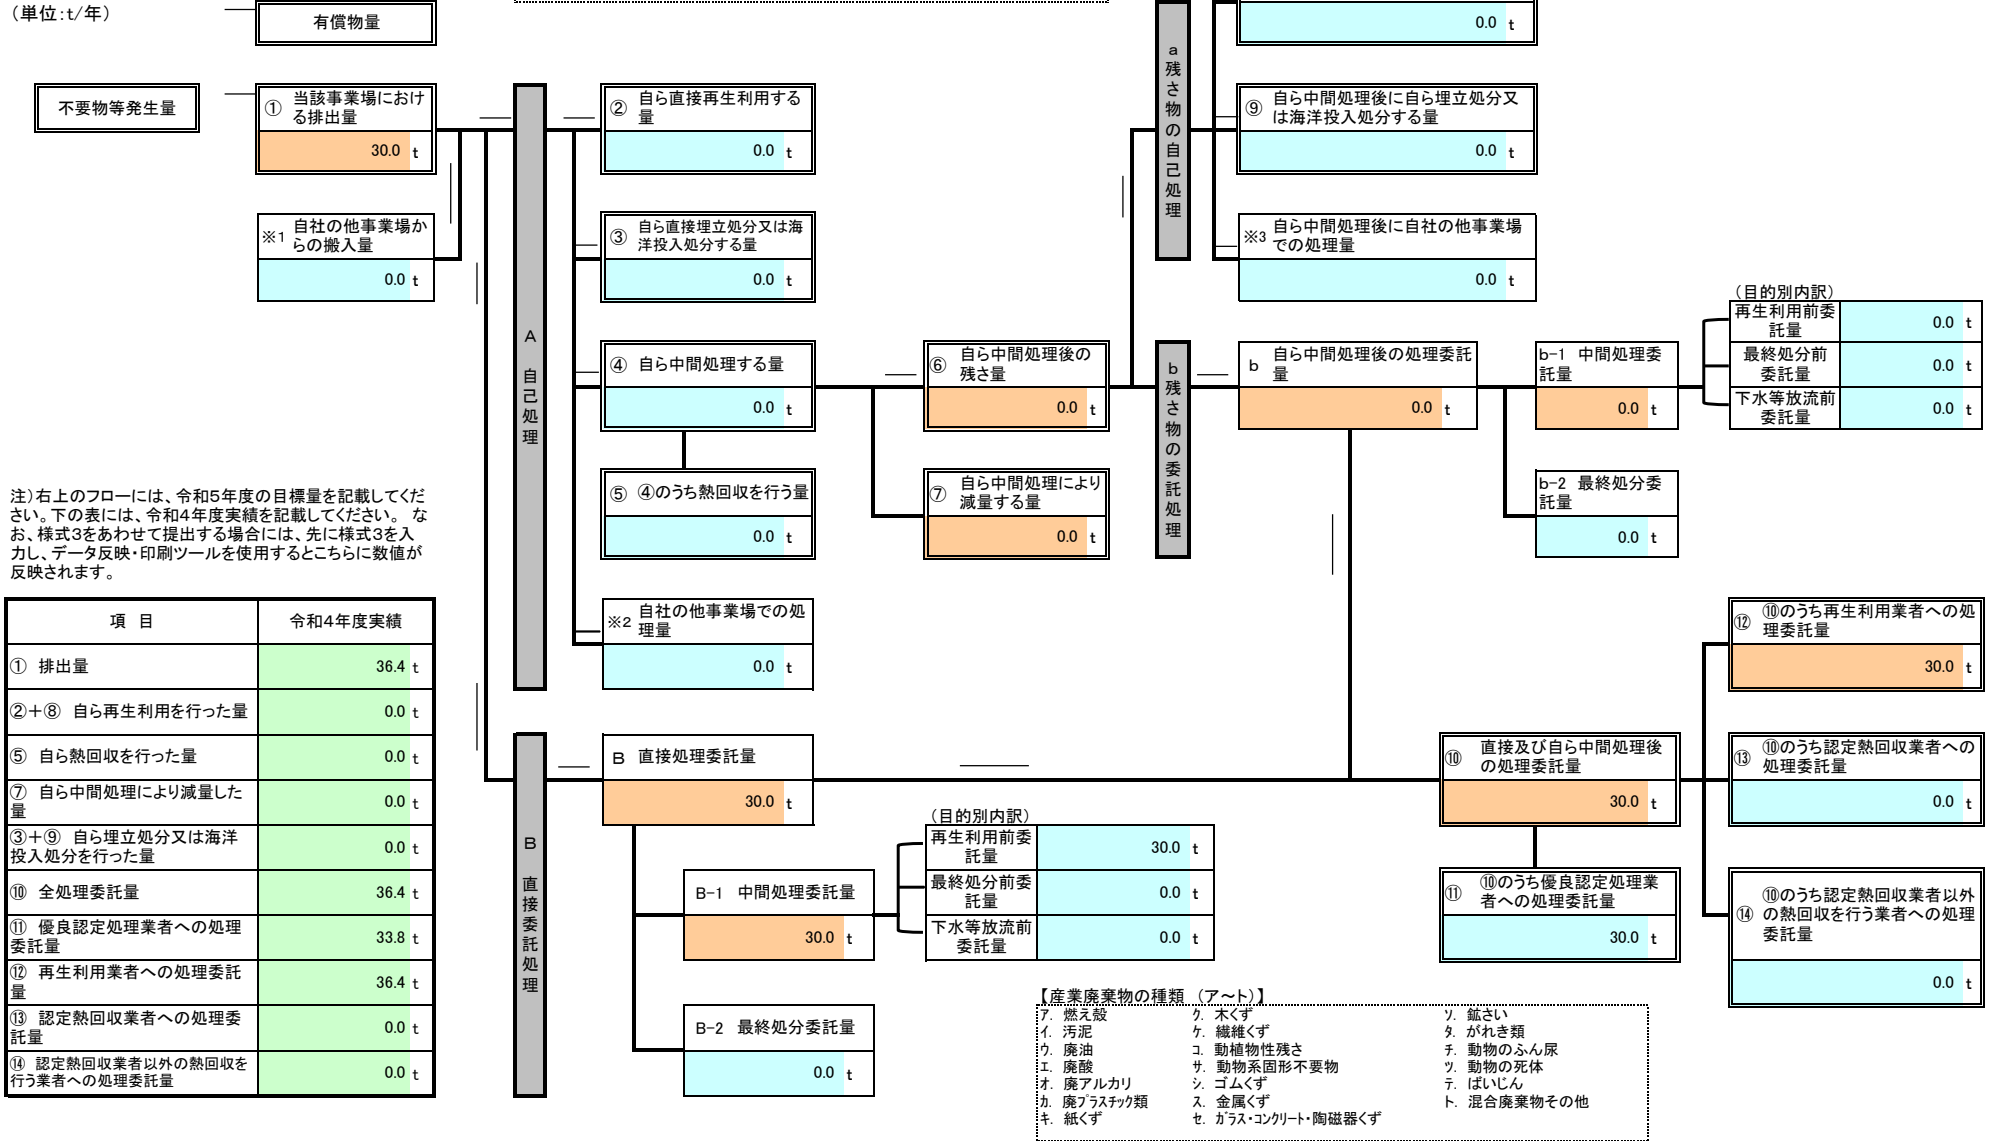 (単位:t/年)
有償物量
0.0 t
不要物等発生量
① 当該事業場におけ
る排出量
30.0 t
※1 自社の他事業場か
らの搬入量
0.0 t
A 自己処理
② 自ら直接再生利用する
量
0.0 t
③ 自ら直接埋立処分又は海
洋投入処分する量
0.0 t
④ 自ら中間処理する量
0.0 t
⑤ ④のうち熱回収を行う量
0.0 t
※2 自社の他事業場での処
理量
0.0 t
⑥ 自ら中間処理後の
残さ量
0.0 t
⑦ 自ら中間処理により
減量する量
0.0 t
a残さ物の自己処理
⑨ 自ら中間処理後に自ら埋立処分又
は海洋投入処分する量
0.0 t
※3 自ら中間処理後に自社の他事業場
での処理量
0.0 t
b残さ物の委託処理
b 自ら中間処理後の処理委託
量
0.0 t
b-1 中間処理委
託量
0.0 t
b-2 最終処分委
託量
0.0 t
(目的別内訳)
再生利用前委
託量
0.0 t
最終処分前
委託量
0.0 t
下水等放流前
委託量
0.0 t
注)右上のフローには、令和5年度の目標量を記載してくだ
さい。下の表には、令和4年度実績を記載してください。 な
お、様式3をあわせて提出する場合には、先に様式3を入
力し、データ反映・印刷ツールを使用するとこちらに数値が
反映されます。
項 目 令和4年度実績
① 排出量 36.4 t
②+⑧ 自ら再生利用を行った量 0.0 t
⑤ 自ら熱回収を行った量 0.0 t
⑦ 自ら中間処理により減量した
量 0.0 t
③+⑨ 自ら埋立処分又は海洋
投入処分を行った量 0.0 t
⑩ 全処理委託量 36.4 t
⑪ 優良認定処理業者への処理
委託量 33.8 t
⑫ 再生利用業者への処理委託
量 36.4 t
⑬ 認定熱回収業者への処理委
託量 0.0 t
⑭ 認定熱回収業者以外の熱回収を
行う業者への処理委託量 0.0 t
B 直接委託処理
B 直接処理委託量
30.0 t
B-1 中間処理委託量
30.0 t
B-2 最終処分委託量
0.0 t
(目的別内訳)
再生利用前委
託量
30.0 t
最終処分前委
託量
0.0 t
下水等放流前
委託量
0.0 t
⑩ 直接及び自ら中間処理後
の処理委託量
30.0 t
⑪ ⑩のうち優良認定処理業
者への処理委託量
30.0 t
⑫ ⑩のうち再生利用業者への処
理委託量
30.0 t
⑬ ⑩のうち認定熱回収業者への
処理委託量
0.0 t
⑭ ⑩のうち認定熱回収業者以外
の熱回収を行う業者への処理
委託量
0.0 t
【産業廃棄物の種類 (ア~ト)】
ア. 燃え殻 ク. 木くず ソ. 鉱さい
イ. 汚泥 ケ. 繊維くず タ. がれき類
ウ. 廃油 コ. 動植物性残さ チ. 動物のふん尿
エ. 廃酸 サ. 動物系固形不要物 ツ. 動物の死体
オ. 廃アルカリ シ. ゴムくず テ. ばいじん
カ. 廃プラスチック類 ス. 金属くず ト. 混合廃棄物その他
キ. 紙くず セ. ガラス・コンクリート・陶磁器くず